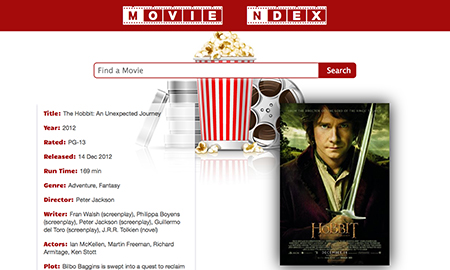 MOVIE NDEX
Find a Movie
Search
Title: The Hobbit: An Unexpected Journey
Year: 2012
Rated: PG-13
Released: 14 Dec 2012
Run Time: 169 min
Genre: Adventure, Fantasy
Director: Peter Jackson
Writer: Fran Walsh (screenplay), Philippa Boyens
(screenplay), Peter Jackson (screenplay), Guillermo
del Toro (screenplay), J.R.R. Tolkien (novel)
Actors: Ian McKellen, Martin Freeman, Richard
Armitage, Ken Stott
Plot: Bilbo Baggins is swept into a quest to reclaim
THE
HOBBIT
AN UNEXPECTED JOURNEY